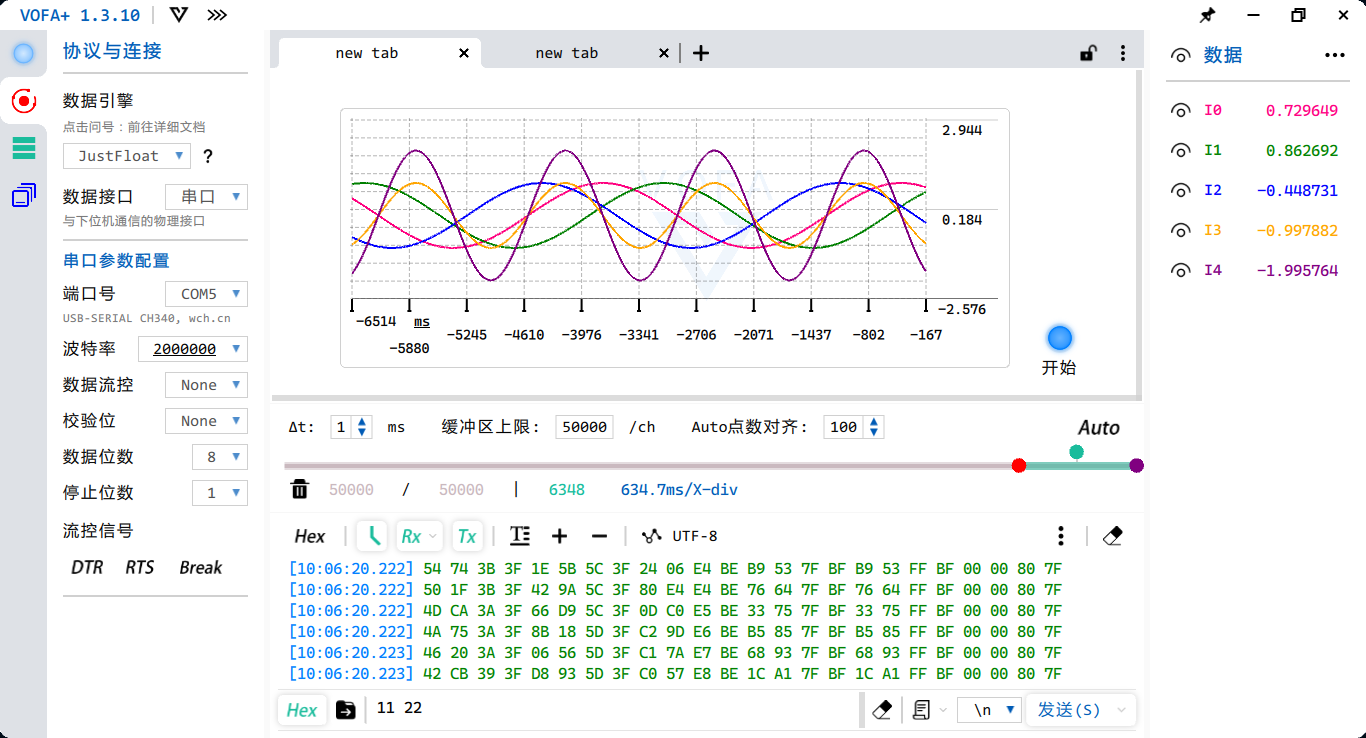 VOFA+ 1.3.10
协议与连接
数据引擎
点击问号：前往详细文档
JustFloat ?
数据接口 串口
与下位机通信的物理接口
串口参数配置
端口号 COM5
USB-SERIAL CH340, wch.cn
波特率 2000000
数据流控 None
校验位 None
数据位数 8
停止位数 1
流控信号
DTR RTS Break
new tab new tab
2.944
0.184
-2.576
-6514 ms
-5880 -5245 -4610 -3976 -3341 -2706 -2071 -1437 -802 -167
开始
Δt: 1 ms 缓冲区上限: 50000 /ch Auto点数对齐: 100 Auto
50000 / 50000 | 6348 634.7ms/X-div
Hex Rx Tx T UTF-8
[10:06:20.222] 54 74 3B 3F 1E 5B 5C 3F 24 06 E4 BE B9 53 7F BF B9 53 FF BF 00 00 80 7F
[10:06:20.222] 50 1F 3B 3F 42 9A 5C 3F 80 E4 E4 BE 76 64 7F BF 76 64 FF BF 00 00 80 7F
[10:06:20.222] 4D CA 3A 3F 66 D9 5C 3F 0D C0 E5 BE 33 75 7F BF 33 75 FF BF 00 00 80 7F
[10:06:20.222] 4A 75 3A 3F 8B 18 5D 3F C2 9D E6 BE B5 85 7F BF B5 85 FF BF 00 00 80 7F
[10:06:20.223] 46 20 3A 3F 06 56 5D 3F C1 7A E7 BE 68 93 7F BF 68 93 FF BF 00 00 80 7F
[10:06:20.223] 42 CB 39 3F D8 93 5D 3F C0 57 E8 BE 1C A1 7F BF 1C A1 FF BF 00 00 80 7F
Hex 11 22 \n 发送(S)
数据
I0 0.729649
I1 0.862692
I2 -0.448731
I3 -0.997882
I4 -1.995764